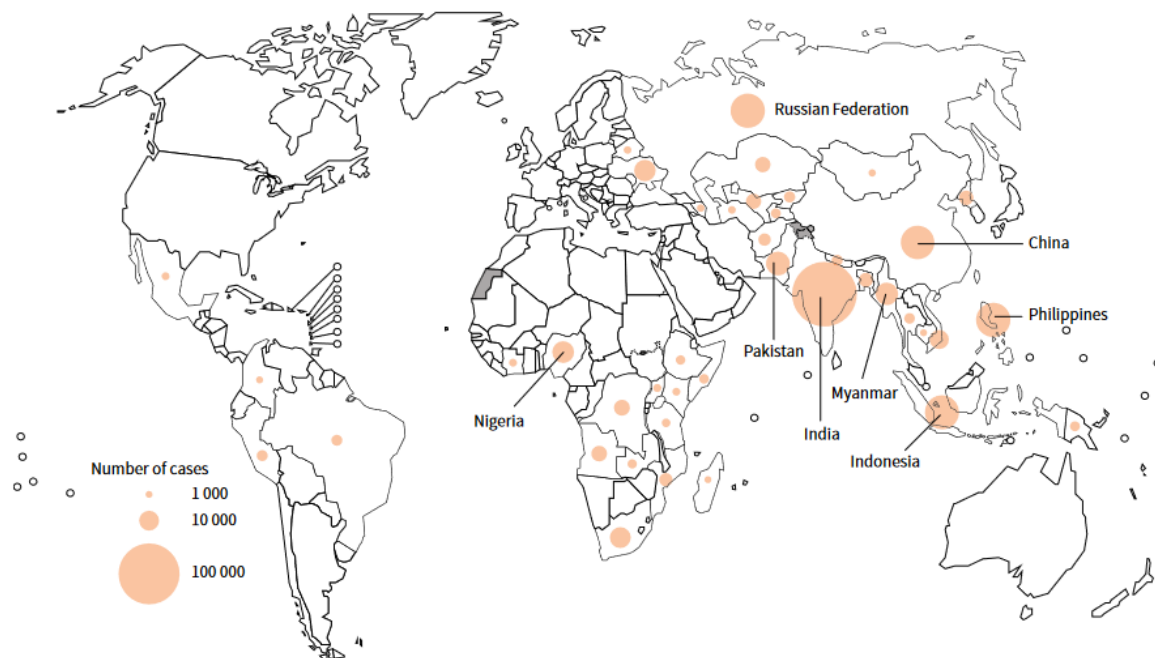 Russian Federation
China
Philippines
Pakistan
Myanmar
Nigeria
India
Indonesia
Number of cases
1 000
10 000
100 000